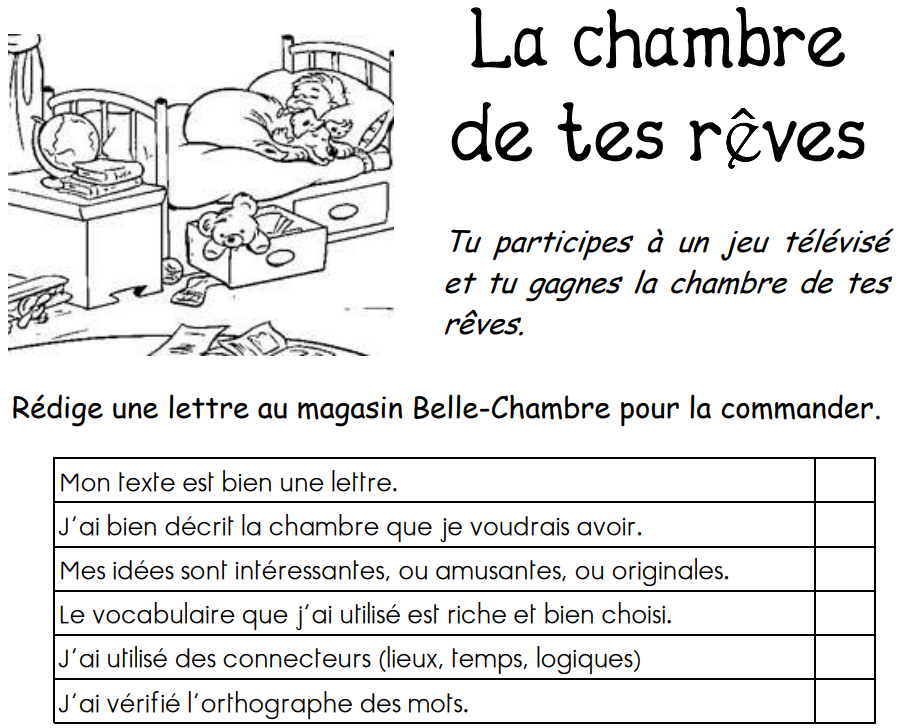 La chambre
de tes rêves
Tu participes à un jeu télévisé
et tu gagnes la chambre de tes
rêves.
Rédige une lettre au magasin Belle-Chambre pour la commander.
Mon texte est bien une lettre.
J'ai bien décrit la chambre que je voudrais avoir.
Mes idées sont intéressantes, ou amusantes, ou originales.
Le vocabulaire que j'ai utilisé est riche et bien choisi.
J'ai utilisé des connecteurs (lieux, temps, logiques)
J'ai vérifié l'orthographe des mots.